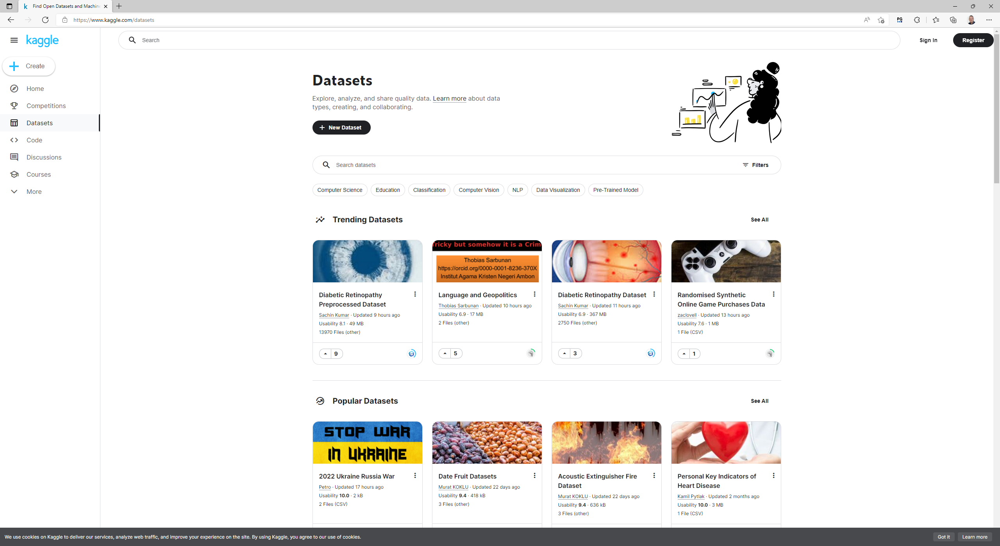 Find Open Datasets and Machine
https://www.kaggle.com/datasets
PG
kaggle
Search
Sign In
Register
Create
Home
Competitions
Datasets
Code
Discussions
Courses
More
Datasets
Explore, analyze, and share quality data. Learn more about data
types, creating, and collaborating.
New Dataset
Search datasets
Filters
Computer Science
Education
Classification
Computer Vision
NLP
Data Visualization
Pre-Trained Model
Trending Datasets
See All
Diabetic Retinopathy
Preprocessed Dataset
Sachin Kumar · Updated 9 hours ago
Usability 8.1 · 49 MB
13970 Files (other)
9
ricky but somehow it is a Crim
Thobias Sarbunan
https://orcid.org/0000-0001-8236-370X
Institut Agama Kristen Negeri Ambon
Language and Geopolitics
Thobias Sarbunan · Updated 10 hours ago
Usability 6.9 · 17 MB
2 Files (other)
5
Diabetic Retinopathy Dataset
Sachin Kumar · Updated 11 hours ago
Usability 6.9 · 367 MB
2750 Files (other)
3
Randomised Synthetic
Online Game Purchases Data
zaclovell · Updated 13 hours ago
Usability 7.6 · 1 MB
1 File (CSV)
1
Popular Datasets
See All
STOP WAR
IN UKRAINE
2022 Ukraine Russia War
Petro · Updated 17 hours ago
Usability 10.0 · 2 kB
2 Files (CSV)
Date Fruit Datasets
Murat KOKLU · Updated 22 days ago
Usability 9.4 · 418 kB
3 Files (other)
Acoustic Extinguisher Fire
Dataset
Murat KOKLU · Updated 22 days ago
Usability 9.4 · 636 kB
3 Files (other)
Personal Key Indicators of
Heart Disease
Kamil Pytlak · Updated 2 months ago
Usability 10.0 · 3 MB
1 File (CSV)
We use cookies on Kaggle to deliver our services, analyze web traffic, and improve your experience on the site. By using Kaggle, you agree to our use of cookies.
Got it
Learn more